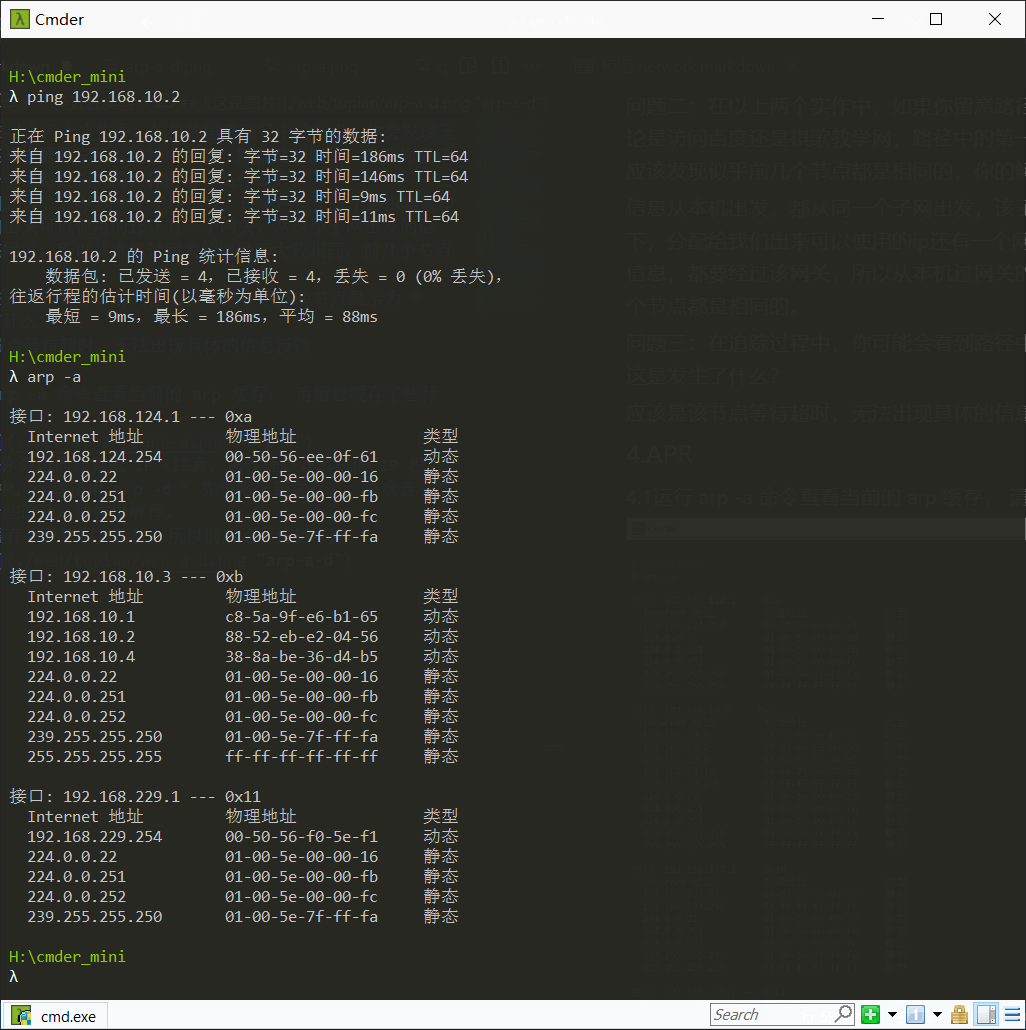 Cmder
H:\cmder_mini
λ ping 192.168.10.2
正在 Ping 192.168.10.2 具有 32 字节的数据:
来自 192.168.10.2 的回复: 字节=32 时间=186ms TTL=64
来自 192.168.10.2 的回复: 字节=32 时间=146ms TTL=64
来自 192.168.10.2 的回复: 字节=32 时间=9ms TTL=64
来自 192.168.10.2 的回复: 字节=32 时间=11ms TTL=64
192.168.10.2 的 Ping 统计信息:
数据包: 已发送 = 4，已接收 = 4，丢失 = 0 (0% 丢失)，
往返行程的估计时间(以毫秒为单位):
最短 = 9ms，最长 = 186ms，平均 = 88ms
H:\cmder_mini
λ arp -a
接口: 192.168.124.1 --- 0xa
Internet 地址 物理地址 类型
192.168.124.254 00-50-56-ee-0f-61 动态
224.0.0.22 01-00-5e-00-00-16 静态
224.0.0.251 01-00-5e-00-00-fb 静态
224.0.0.252 01-00-5e-00-00-fc 静态
239.255.255.250 01-00-5e-7f-ff-fa 静态
接口: 192.168.10.3 --- 0xb
Internet 地址 物理地址 类型
192.168.10.1 c8-5a-9f-e6-b1-65 动态
192.168.10.2 88-52-eb-e2-04-56 动态
192.168.10.4 38-8a-be-36-d4-b5 动态
224.0.0.22 01-00-5e-00-00-16 静态
224.0.0.251 01-00-5e-00-00-fb 静态
224.0.0.252 01-00-5e-00-00-fc 静态
239.255.255.250 01-00-5e-7f-ff-fa 静态
255.255.255.255 ff-ff-ff-ff-ff-ff 静态
接口: 192.168.229.1 --- 0x11
Internet 地址 物理地址 类型
192.168.229.254 00-50-56-f0-5e-f1 动态
224.0.0.22 01-00-5e-00-00-16 静态
224.0.0.251 01-00-5e-00-00-fb 静态
224.0.0.252 01-00-5e-00-00-fc 静态
239.255.255.250 01-00-5e-7f-ff-fa 静态
H:\cmder_mini
λ
4.APR
cmd.exe
Search